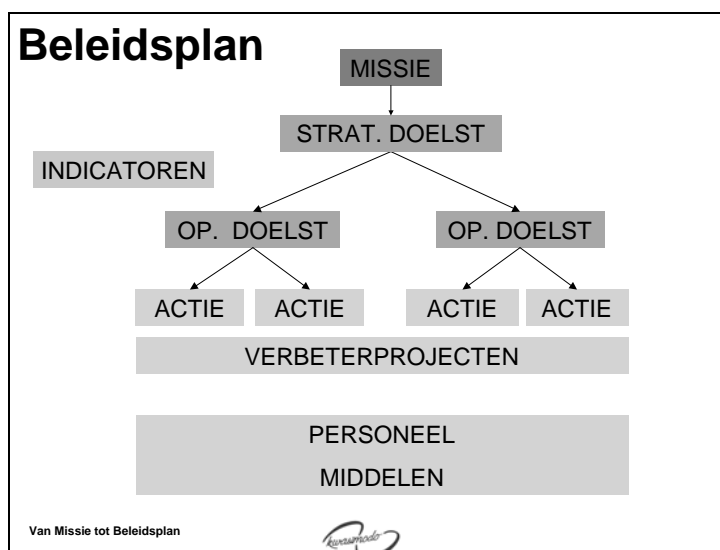 Beleidsplan
MISSIE
STRAT. DOELST
INDICATOREN
OP. DOELST OP. DOELST
ACTIE ACTIE ACTIE ACTIE
VERBETERPROJECTEN
PERSONEEL
MIDDELEN
Van Missie tot Beleidsplan
kwasimodo